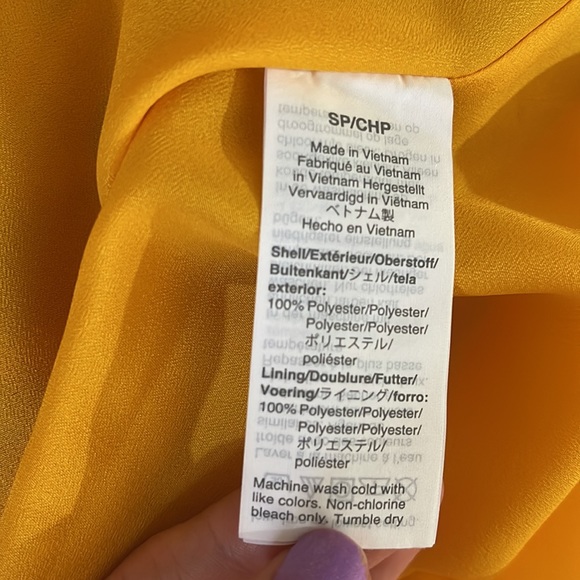 SP/CHP
Made in Vietnam
Fabriqué au Vietnam
in Vietnam Hergestellt
Vervaardigd in Viëtnam
ベトナム製
Hecho en Vietnam
Shell/Extérieur/Oberstoff/
Buitenkant/シェル/tela
exterior:
100% Polyester/Polyester/
Polyester/Polyester/
ポリエステル/
poliéster
Lining/Doublure/Futter/
Voering/ライニング/forro:
100% Polyester/Polyester/
Polyester/Polyester/
ポリエステル/
poliéster
Machine wash cold with
like colors. Non-chlorine
bleach only. Tumble dry